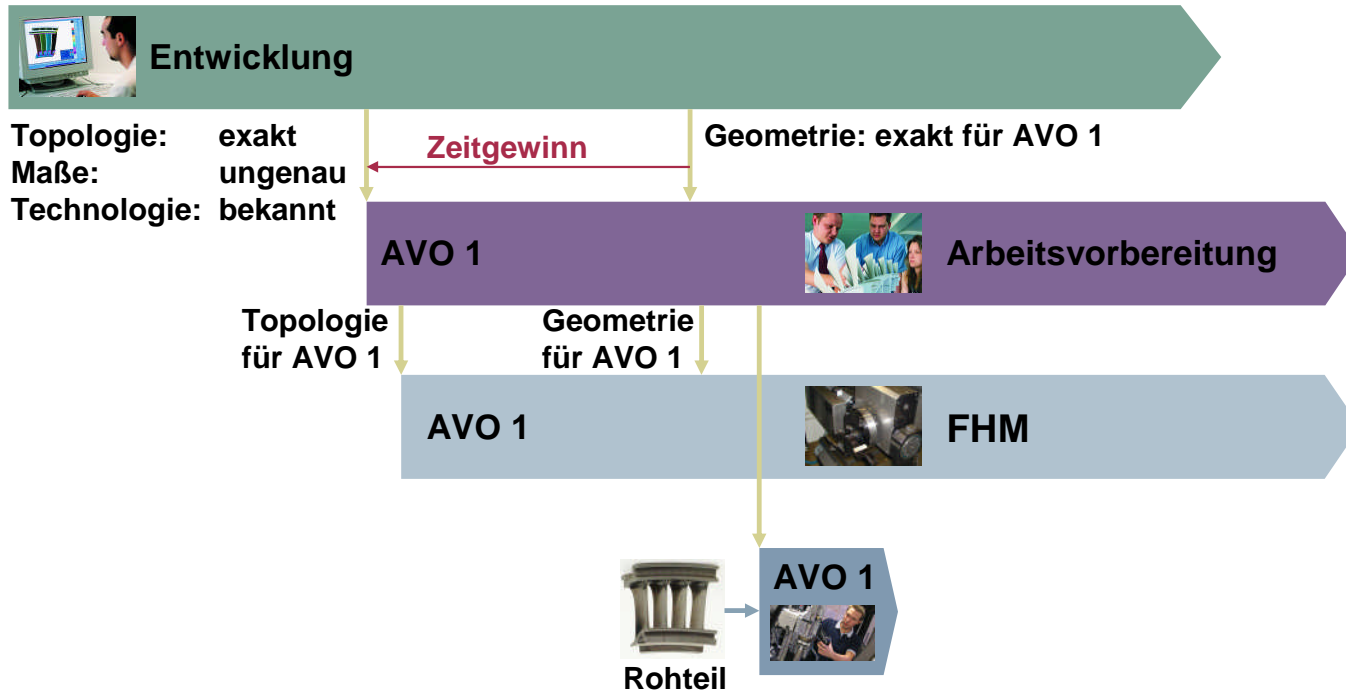 Entwicklung
Topologie: exakt
Maße: ungenau
Technologie: bekannt
Zeitgewinn
Geometrie: exakt für AVO 1
AVO 1
Arbeitsvorbereitung
Topologie
für AVO 1
Geometrie
für AVO 1
AVO 1
FHM
AVO 1
Rohteil